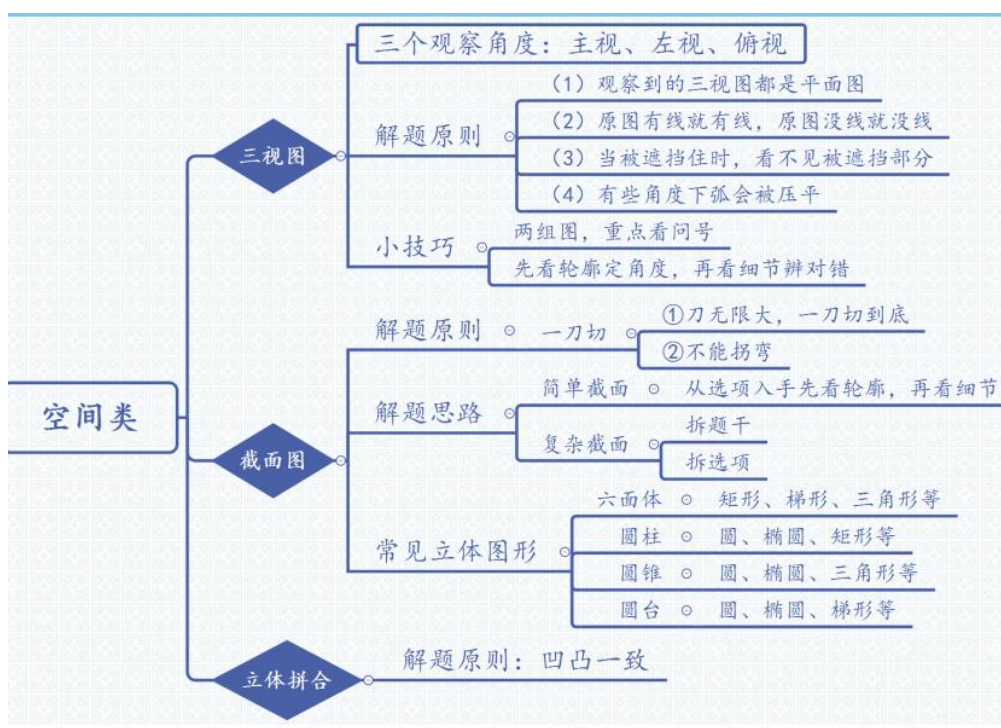 三个观察角度：主视、左视、俯视
（1）观察到的三视图都是平面图
解题原则
（2）原图有线就有线，原图没线就没线
三视图
（3）当被遮挡住时，看不见被遮挡部分
（4）有些角度下弧会被压平
小技巧
两组图，重点看问号
先看轮廓定角度，再看细节辨对错
解题原则
一刀切
①刀无限大，一刀切到底
②不能拐弯
空间类
解题思路
简单截面
从选项入手先看轮廓，再看细节
截面图
复杂截面
拆题干
拆选项
常见立体图形
六面体
矩形、梯形、三角形等
圆柱
圆、椭圆、矩形等
圆锥
圆、椭圆、三角形等
圆台
圆、椭圆、梯形等
立体拼合
解题原则：凹凸一致